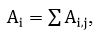 Aᵢ = ∑ Aᵢ,ⱼ,